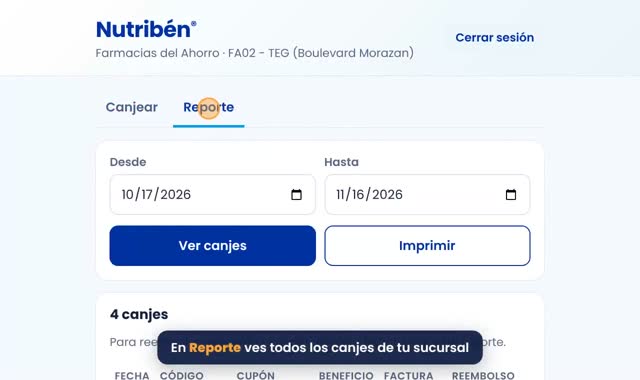 Nutribén®
Farmacias del Ahorro · FA02 - TEG (Boulevard Morazan)
Cerrar sesión
Canjear
Reporte
Desde
Hasta
10/17/2026
11/16/2026
Ver canjes
Imprimir
4 canjes
Para
En Reporte ves todos los canjes de tu sucursal
FECHA CÓDIGO CUPÓN BENEFICIO FACTURA REEMBOLSO